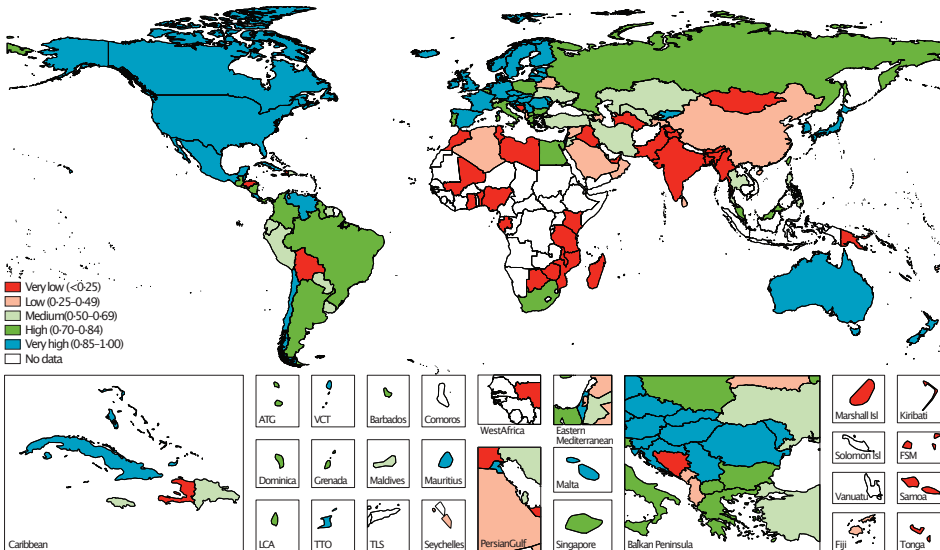 Very low (<0·25)
Low (0·25–0·49)
Medium(0·50–0·69)
High (0·70–0·84)
Very high (0·85–1·00)
No data
Caribbean
ATG
VCT
Barbados
Comoros
Dominica
Grenada
Maldives
Mauritius
LCA
TTO
TLS
Seychelles
WestAfrica
Eastern
Mediterranean
PersianGulf
Malta
Singapore
Balkan Peninsula
Marshall Isl
Kiribati
Solomon Isl
FSM
Vanuatu
Samoa
Fiji
Tonga